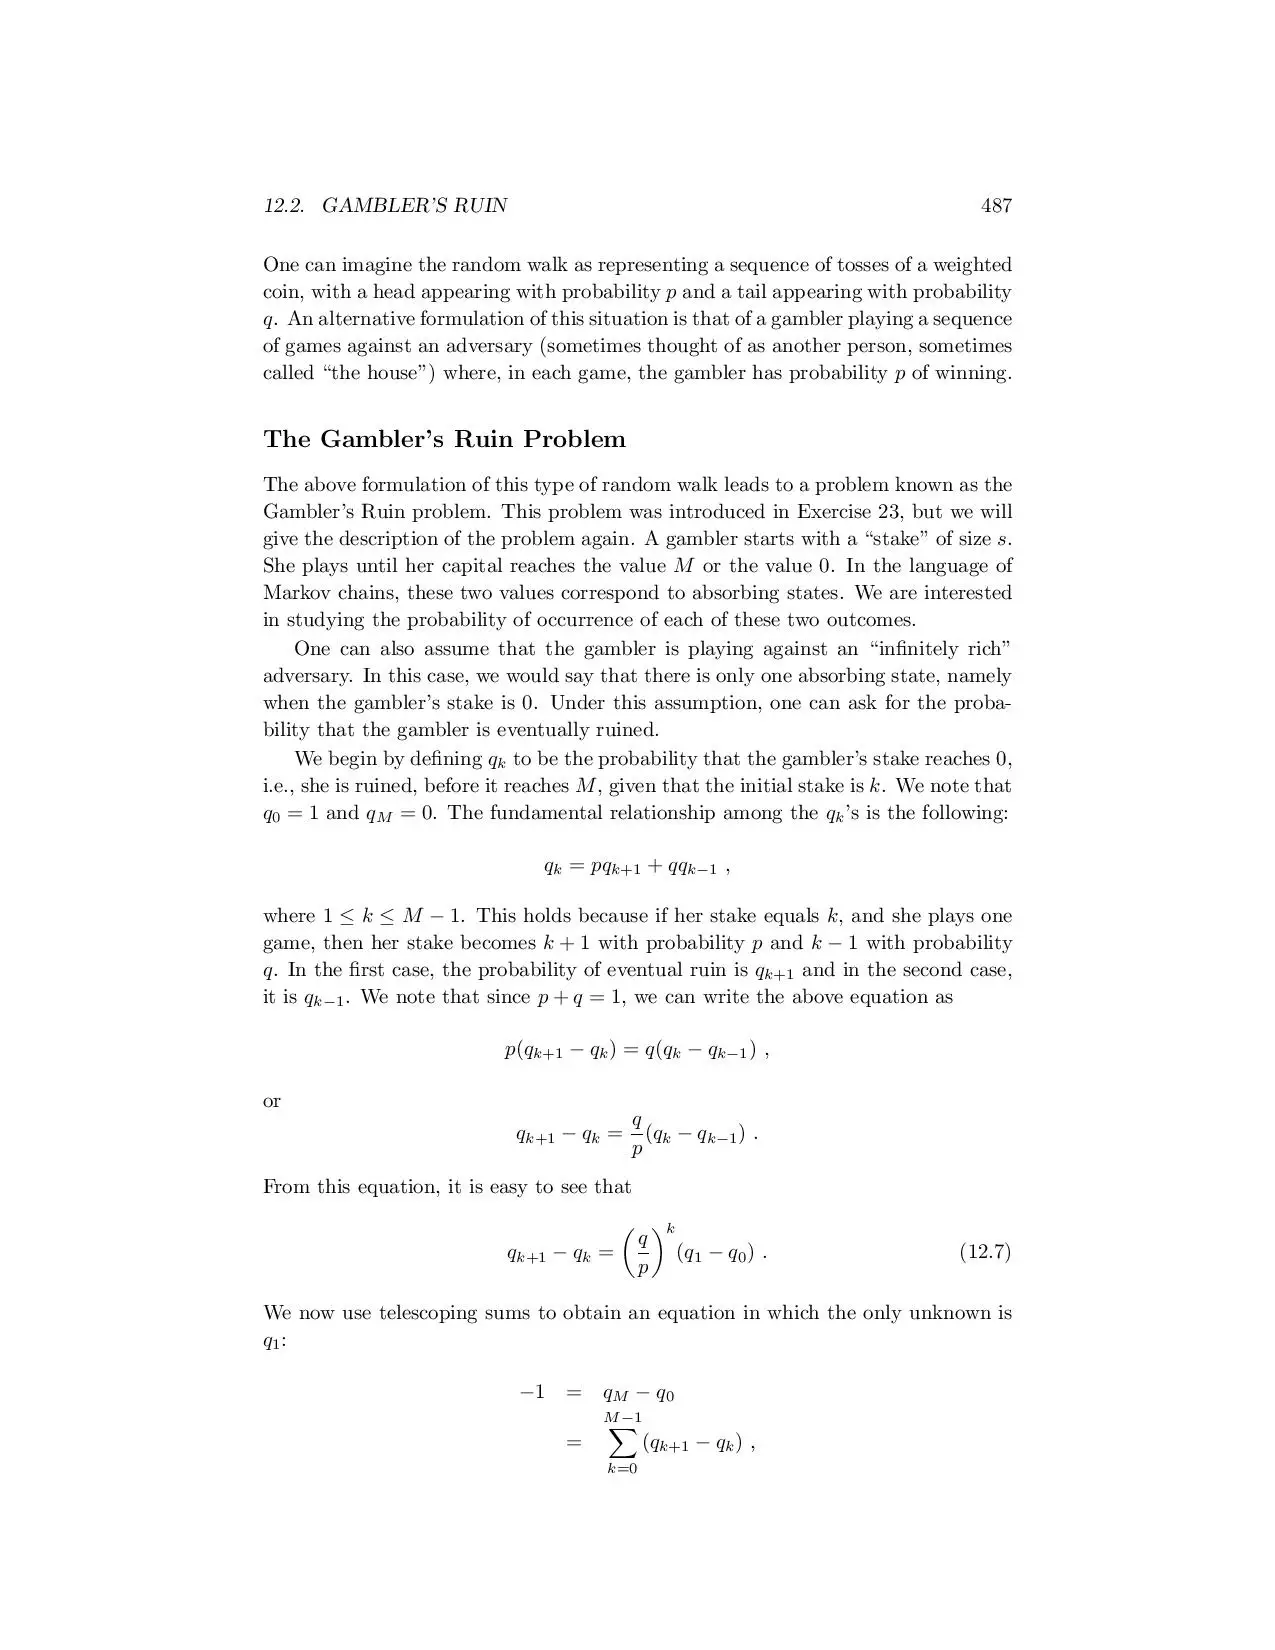 12.2. GAMBLER'S RUIN 487
One can imagine the random walk as representing a sequence of tosses of a weighted
coin, with a head appearing with probability p and a tail appearing with probability
q. An alternative formulation of this situation is that of a gambler playing a sequence
of games against an adversary (sometimes thought of as another person, sometimes
called “the house”) where, in each game, the gambler has probability p of winning.
The Gambler's Ruin Problem
The above formulation of this type of random walk leads to a problem known as the
Gambler's Ruin problem. This problem was introduced in Exercise 23, but we will
give the description of the problem again. A gambler starts with a “stake” of size s.
She plays until her capital reaches the value M or the value 0. In the language of
Markov chains, these two values correspond to absorbing states. We are interested
in studying the probability of occurrence of each of these two outcomes.
One can also assume that the gambler is playing against an “infinitely rich”
adversary. In this case, we would say that there is only one absorbing state, namely
when the gambler's stake is 0. Under this assumption, one can ask for the proba-
bility that the gambler is eventually ruined.
We begin by defining q_k to be the probability that the gambler's stake reaches 0,
i.e., she is ruined, before it reaches M, given that the initial stake is k. We note that
q_0 = 1 and q_M = 0. The fundamental relationship among the q_k's is the following:
q_k = pq_{k+1} + qq_{k−1} ,
where 1 ≤ k ≤ M − 1. This holds because if her stake equals k, and she plays one
game, then her stake becomes k + 1 with probability p and k − 1 with probability
q. In the first case, the probability of eventual ruin is q_{k+1} and in the second case,
it is q_{k−1}. We note that since p + q = 1, we can write the above equation as
p(q_{k+1} − q_k) = q(q_k − q_{k−1}) ,
or
q_{k+1} − q_k = \frac{q}{p}(q_k − q_{k−1}) .
From this equation, it is easy to see that
q_{k+1} − q_k = \left(\frac{q}{p}\right)^k (q_1 − q_0) . (12.7)
We now use telescoping sums to obtain an equation in which the only unknown is
q_1:
−1 = q_M − q_0
= \sum_{k=0}^{M−1} (q_{k+1} − q_k) ,